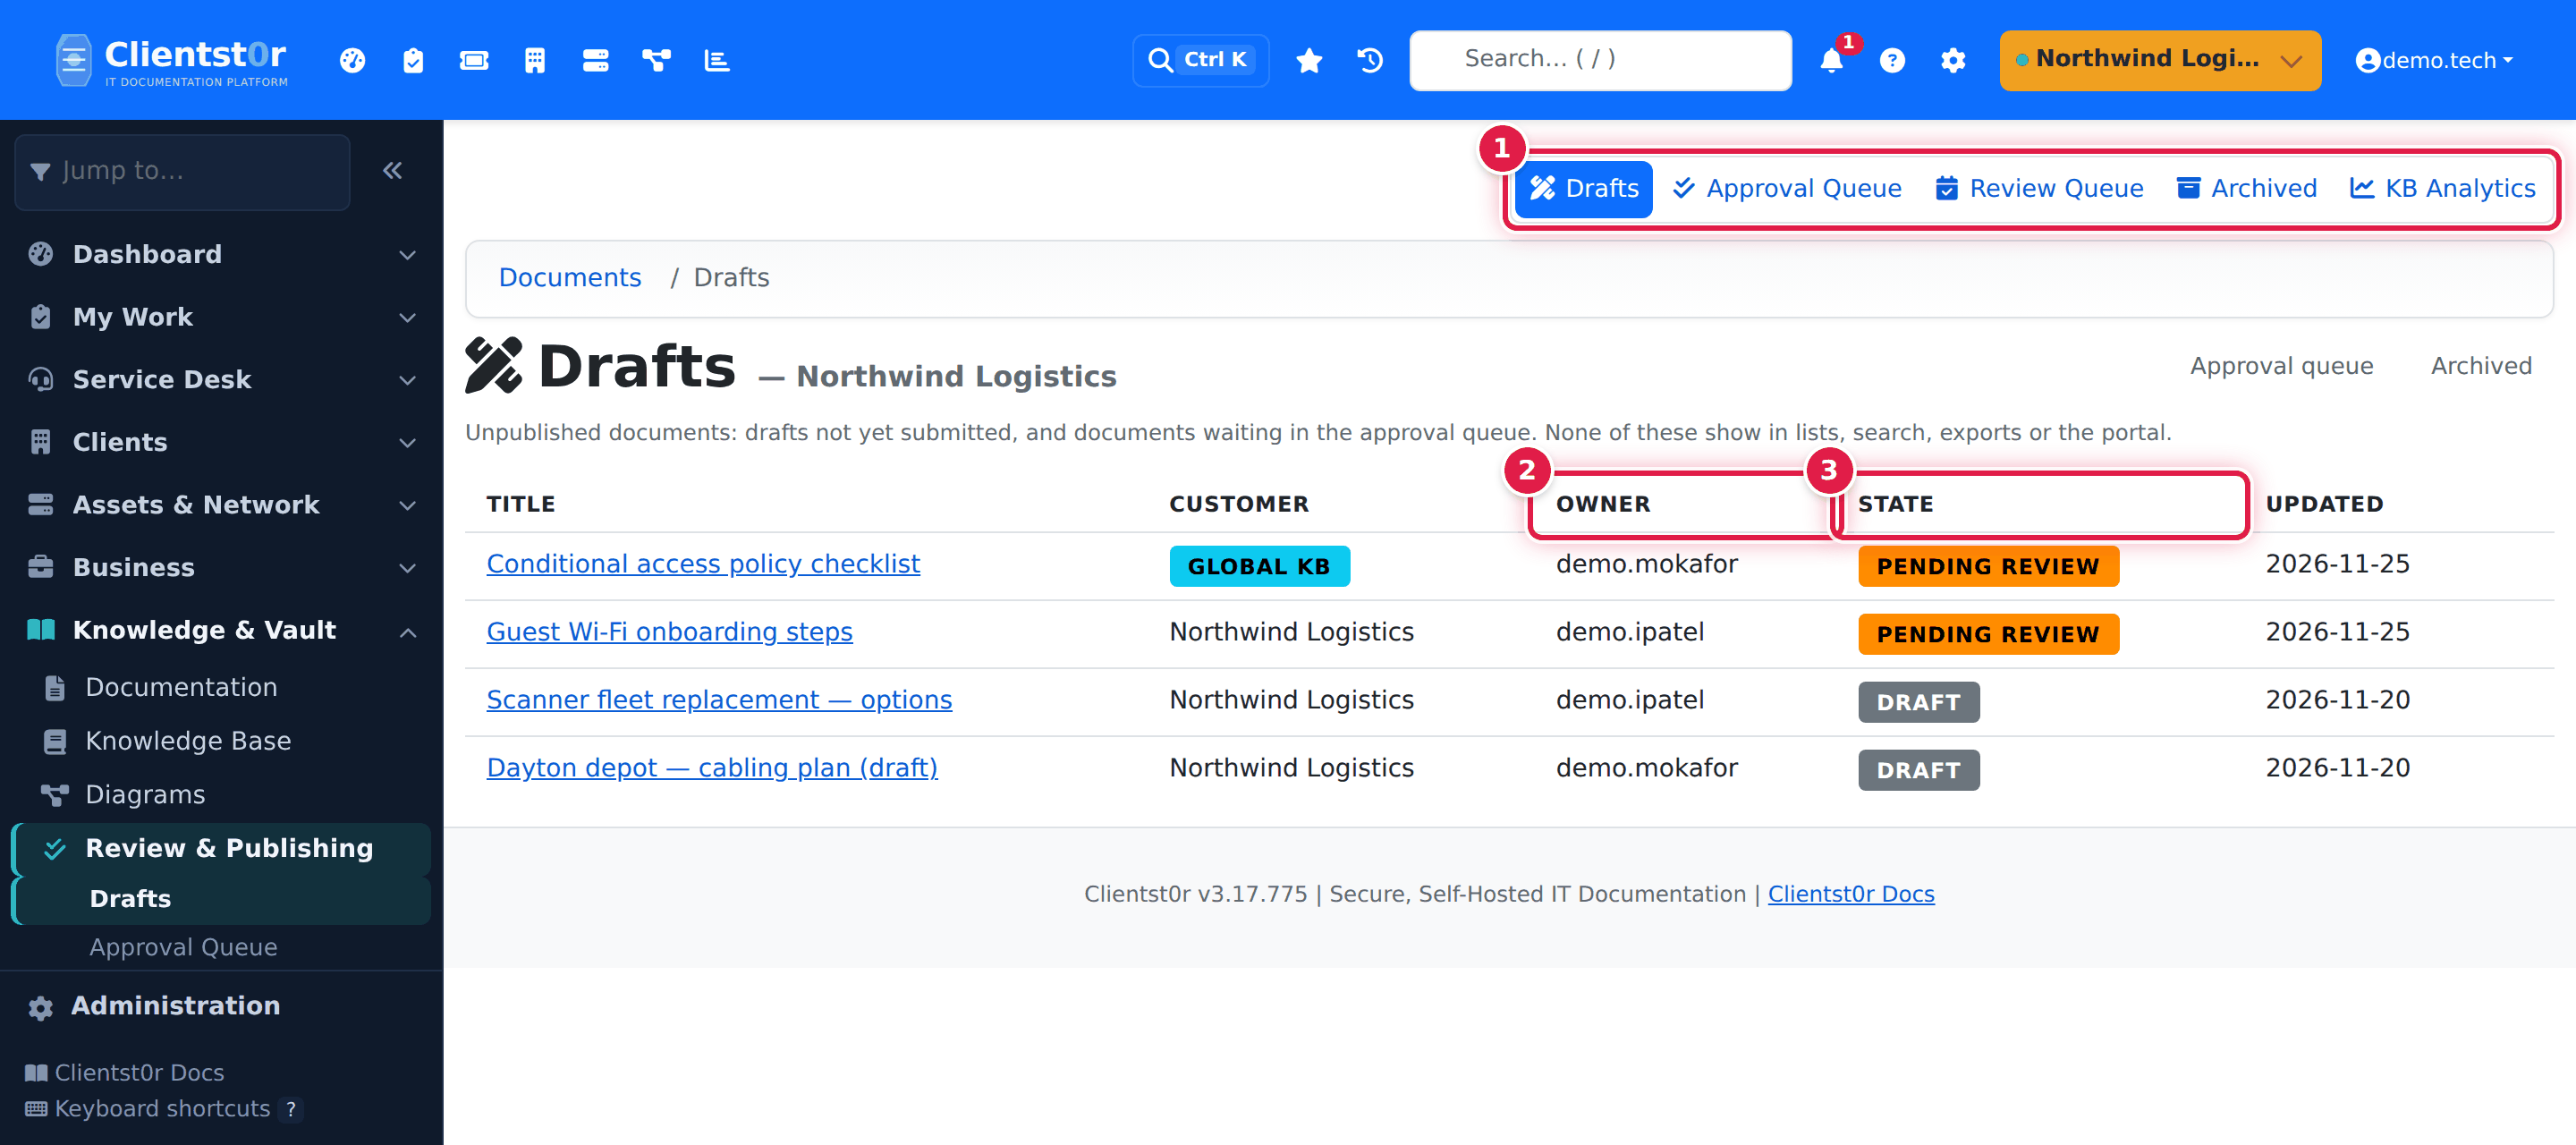 Clientst0r
IT DOCUMENTATION PLATFORM
Ctrl K
Search... ( / )
1
?
Northwind Logi...
demo.tech
Jump to...
Dashboard
My Work
Service Desk
Clients
Assets & Network
Business
Knowledge & Vault
Documentation
Knowledge Base
Diagrams
Review & Publishing
Drafts
Approval Queue
Administration
Clientst0r Docs
Keyboard shortcuts ?
1
Drafts Approval Queue Review Queue Archived KB Analytics
Documents / Drafts
Drafts — Northwind Logistics
Approval queue Archived
Unpublished documents: drafts not yet submitted, and documents waiting in the approval queue. None of these show in lists, search, exports or the portal.
2 3
TITLE CUSTOMER OWNER STATE UPDATED
Conditional access policy checklist GLOBAL KB demo.mokafor PENDING REVIEW 2026-11-25
Guest Wi-Fi onboarding steps Northwind Logistics demo.ipatel PENDING REVIEW 2026-11-25
Scanner fleet replacement — options Northwind Logistics demo.ipatel DRAFT 2026-11-20
Dayton depot — cabling plan (draft) Northwind Logistics demo.mokafor DRAFT 2026-11-20
Clientst0r v3.17.775 | Secure, Self-Hosted IT Documentation | Clientst0r Docs